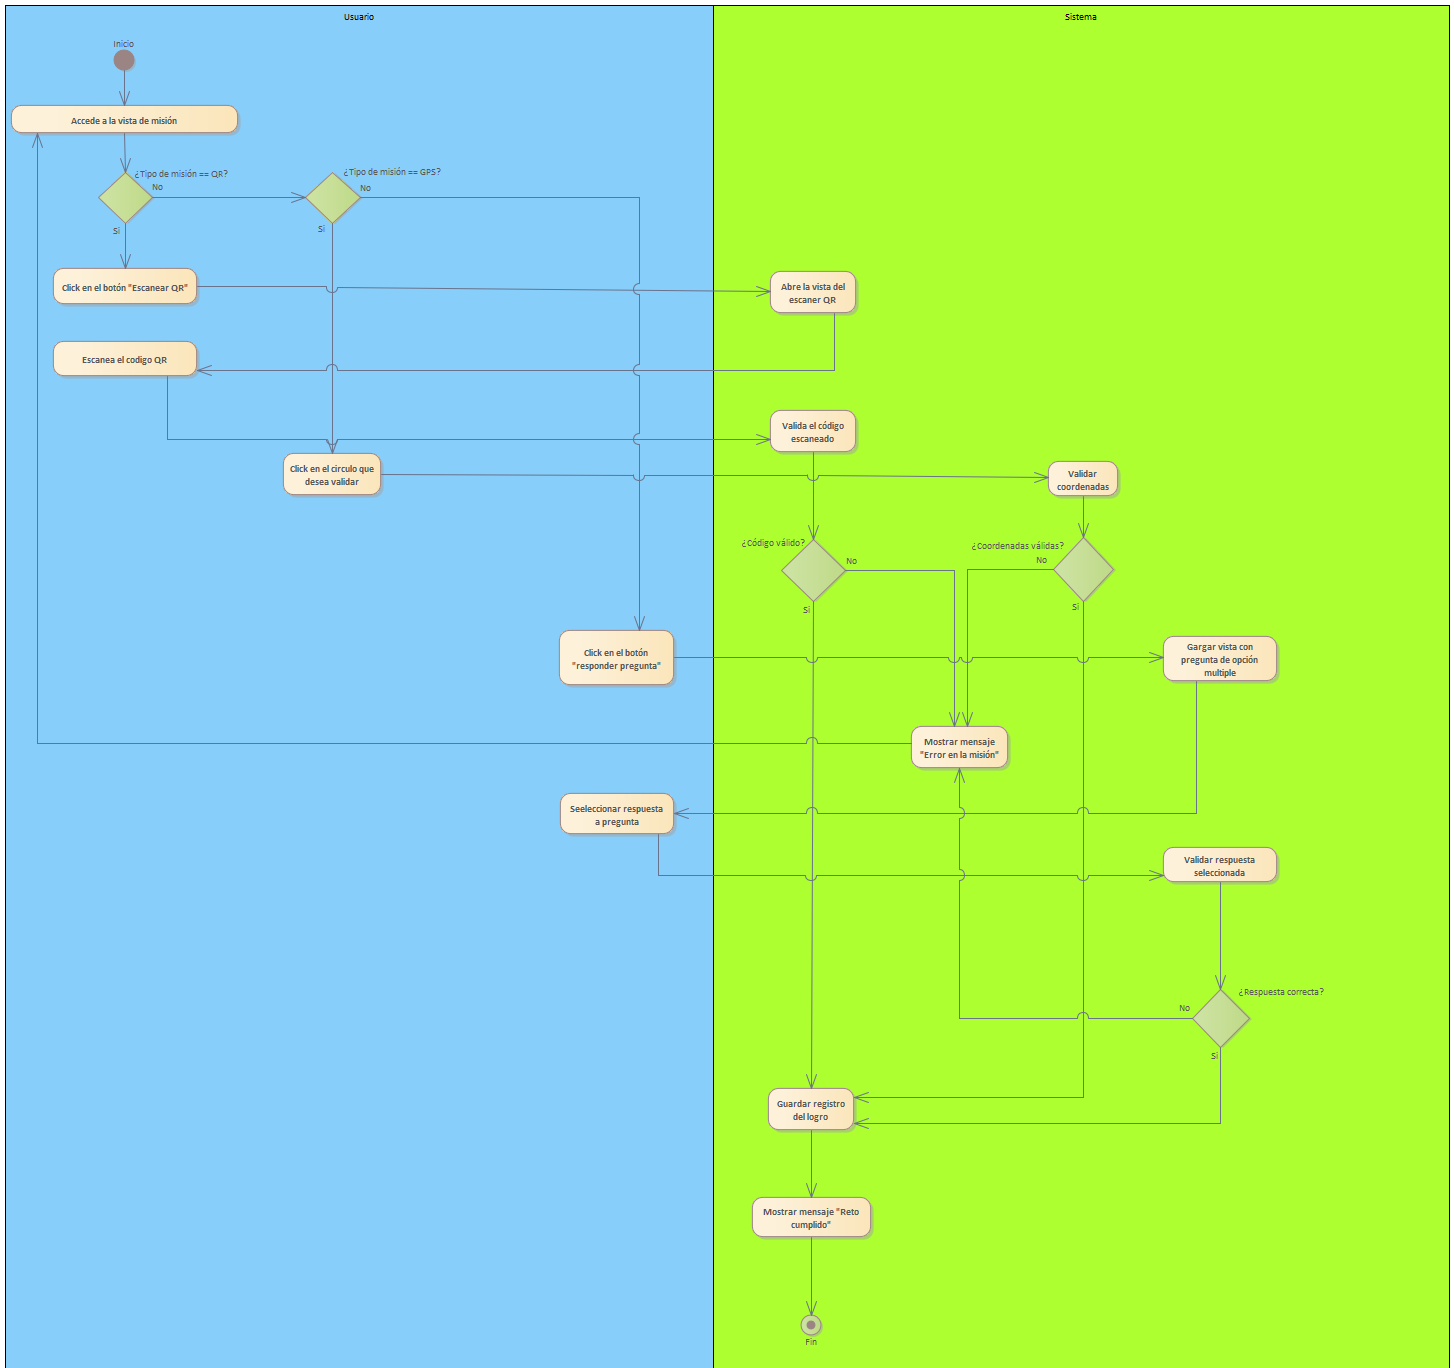 Usuario
Sistema
Inicio
Accede a la vista de misión
¿Tipo de misión == QR?
No
Si
¿Tipo de misión == GPS?
No
Si
Click en el botón "Escanear QR"
Abre la vista del
escaner QR
Escanea el codigo QR
Valida el código
escaneado
Click en el circulo que
desea validar
Validar
coordenadas
¿Código válido?
No
Si
¿Coordenadas válidas?
No
Si
Click en el botón
"responder pregunta"
Gargar vista con
pregunta de opción
multiple
Mostrar mensaje
"Error en la misión"
Seeleccionar respuesta
a pregunta
Validar respuesta
seleccionada
¿Respuesta correcta?
No
Si
Guardar registro
del logro
Mostrar mensaje "Reto
cumplido"
Fin